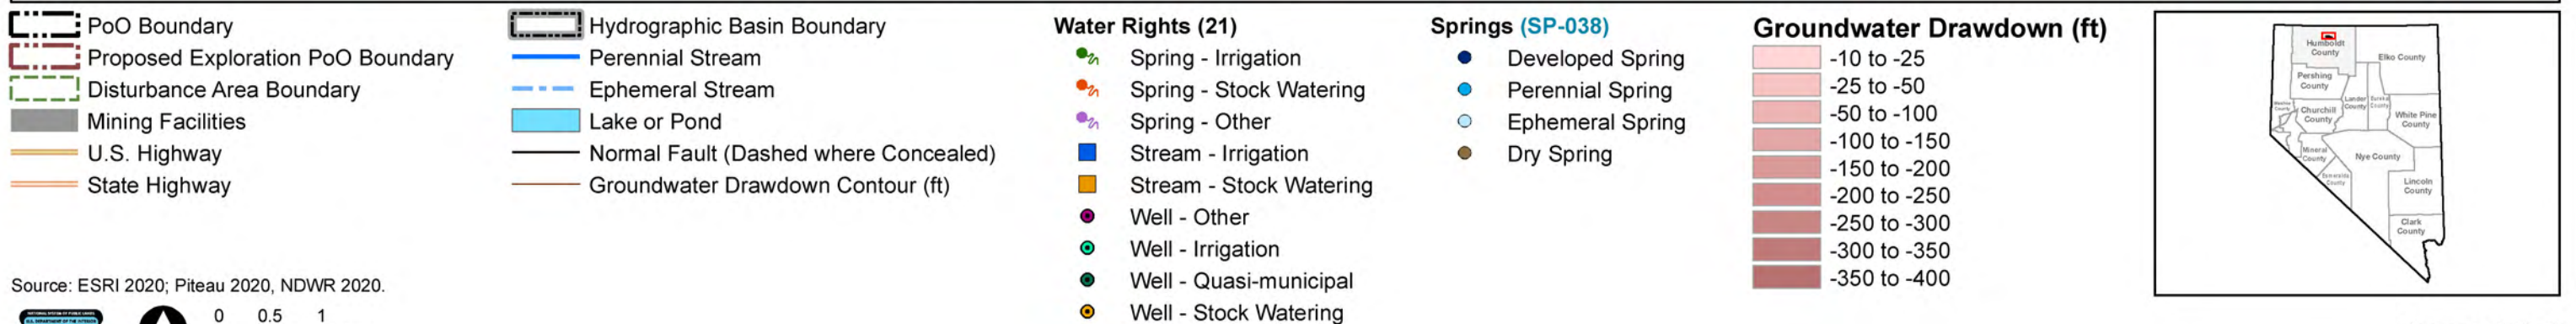 PoO Boundary
Proposed Exploration PoO Boundary
Disturbance Area Boundary
Mining Facilities
U.S. Highway
State Highway
Hydrographic Basin Boundary
Perennial Stream
Ephemeral Stream
Lake or Pond
Normal Fault (Dashed where Concealed)
Groundwater Drawdown Contour (ft)
Water Rights (21)
Spring - Irrigation
Spring - Stock Watering
Spring - Other
Stream - Irrigation
Stream - Stock Watering
Well - Other
Well - Irrigation
Well - Quasi-municipal
Well - Stock Watering
Springs (SP-038)
Developed Spring
Perennial Spring
Ephemeral Spring
Dry Spring
Groundwater Drawdown (ft)
-10 to -25
-25 to -50
-50 to -100
-100 to -150
-150 to -200
-200 to -250
-250 to -300
-300 to -350
-350 to -400
Humboldt
County
Elko County
Pershing
County
Lander
County
Eureka
County
Churchill
County
White Pine
County
Mineral
County
Nye County
Esmeralda
County
Lincoln
County
Clark
County
Source: ESRI 2020; Piteau 2020, NDWR 2020.
0 0.5 1